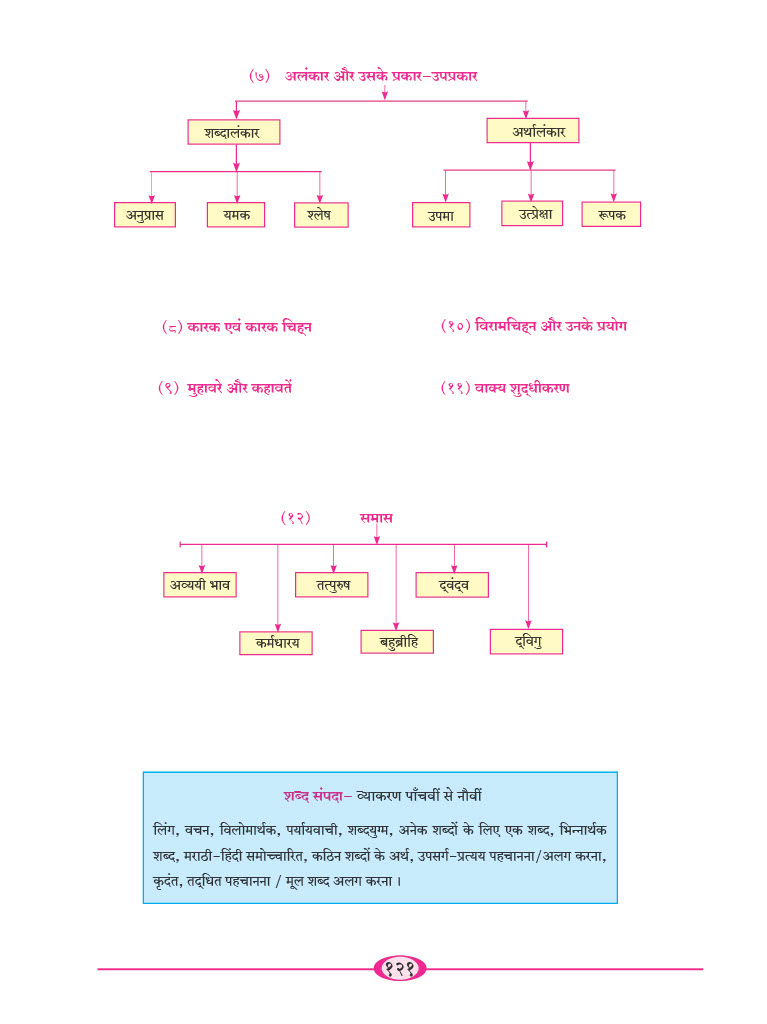 (७) अलंकार और उसके प्रकार-उपप्रकार
शब्दालंकार
अर्थालंकार
अनुप्रास
यमक
श्लेष
उपमा
उत्प्रेक्षा
रूपक
(८) कारक एवं कारक चिह्न
(१०) विरामचिह्न और उनके प्रयोग
(९) मुहावरे और कहावतें
(११) वाक्य शुद्धीकरण
(१२) समास
अव्ययी भाव
तत्पुरुष
द्वंद्व
कर्मधारय
बहुब्रीहि
द्विगु
शब्द संपदा- व्याकरण पाँचवीं से नौवीं
लिंग, वचन, विलोमार्थक, पर्यायवाची, शब्दयुग्म, अनेक शब्दों के लिए एक शब्द, भिन्नार्थक
शब्द, मराठी-हिंदी समोच्चारित, कठिन शब्दों के अर्थ, उपसर्ग-प्रत्यय पहचानना/अलग करना,
कृदंत, तद्धित पहचानना / मूल शब्द अलग करना ।
१२१